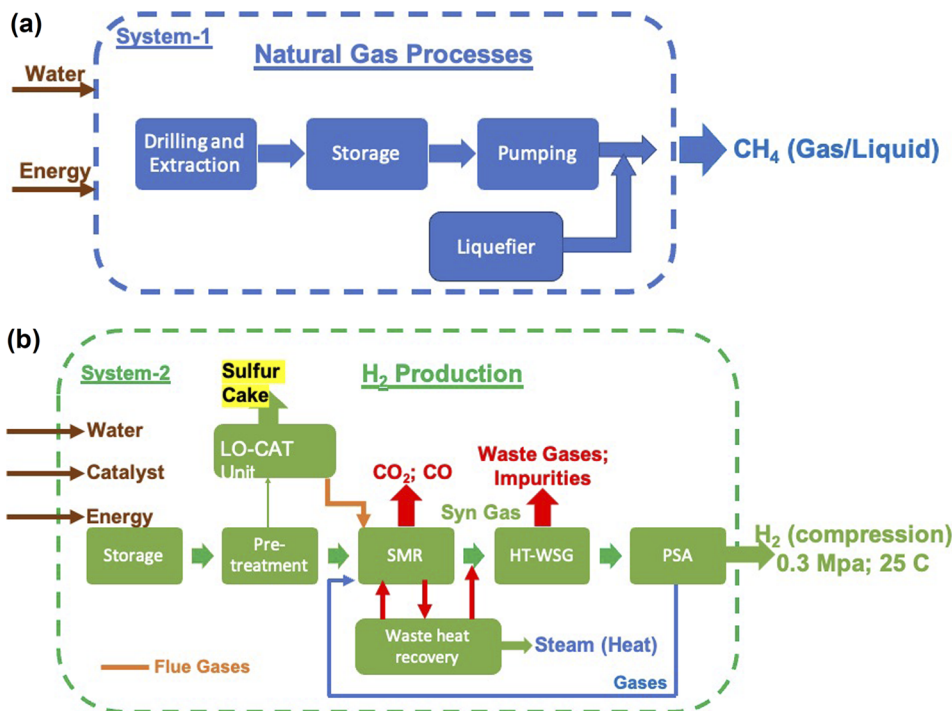 (a)
System-1
Natural Gas Processes
Water
Energy
Drilling and
Extraction
Storage
Pumping
Liquefier
CH₄ (Gas/Liquid)
(b)
System-2
H₂ Production
Sulfur
Cake
Water
Catalyst
Energy
LO-CAT
Unit
CO₂; CO
Waste Gases;
Impurities
Syn Gas
Storage
Pre-
treatment
SMR
HT-WSG
PSA
H₂ (compression)
0.3 Mpa; 25 C
Waste heat
recovery
Steam (Heat)
Flue Gases
Gases